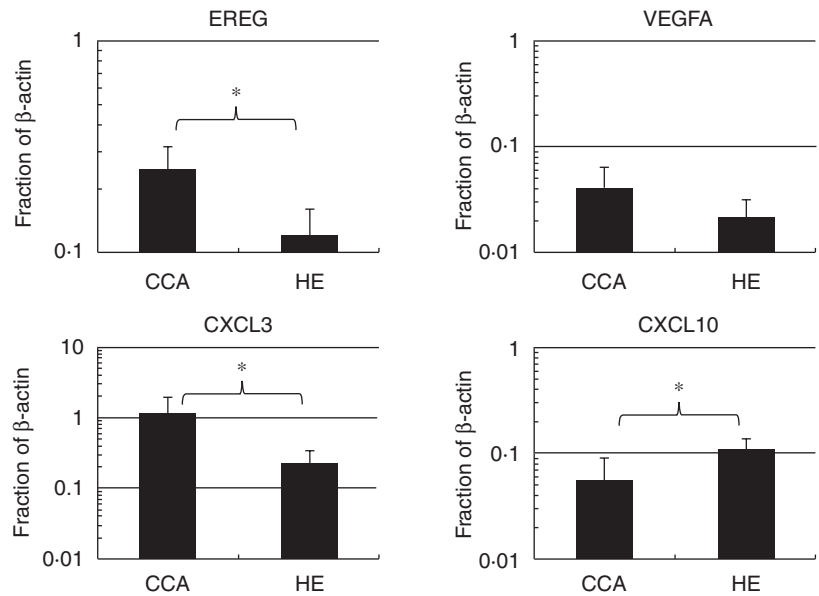 EREG
1
0·1
Fraction of β-actin
*
CCA HE
VEGFA
1
0·1
0·01
Fraction of β-actin
CCA HE
CXCL3
10
1
0·1
0·01
Fraction of β-actin
*
CCA HE
CXCL10
1
0·1
0·01
Fraction of β-actin
*
CCA HE